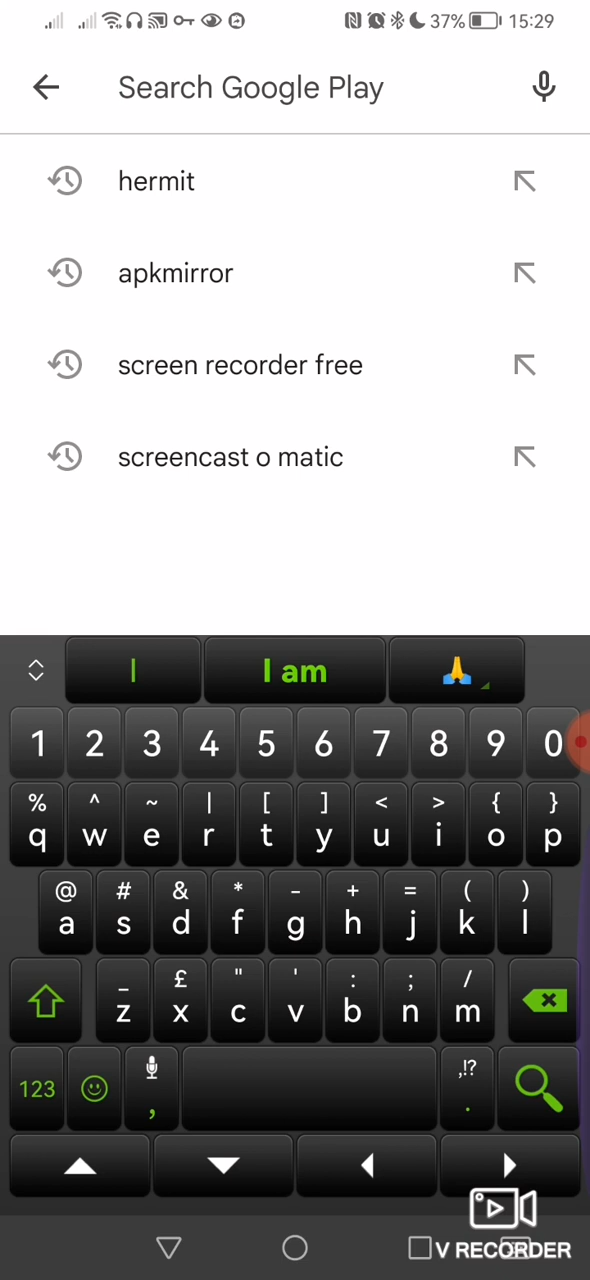 37% 15:29
Search Google Play
hermit
apkmirror
screen recorder free
screencast o matic
I I am
1 2 3 4 5 6 7 8 9 0
% ^ ~ | [ ] < > { }
q w e r t y u i o p
@ # & * - + = ( )
a s d f g h j k l
_ £ " ' : ; /
z x c v b n m
123 , ,!? .
V RECORDER